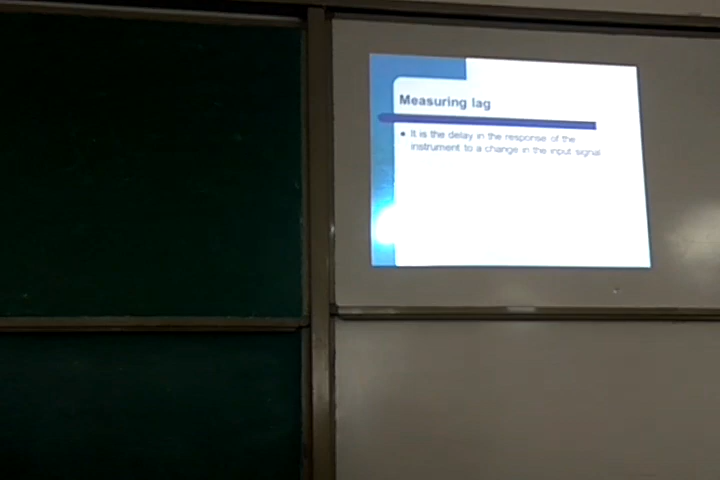 Measuring lag
• It is the delay in the response of the
instrument to a change in the input signal